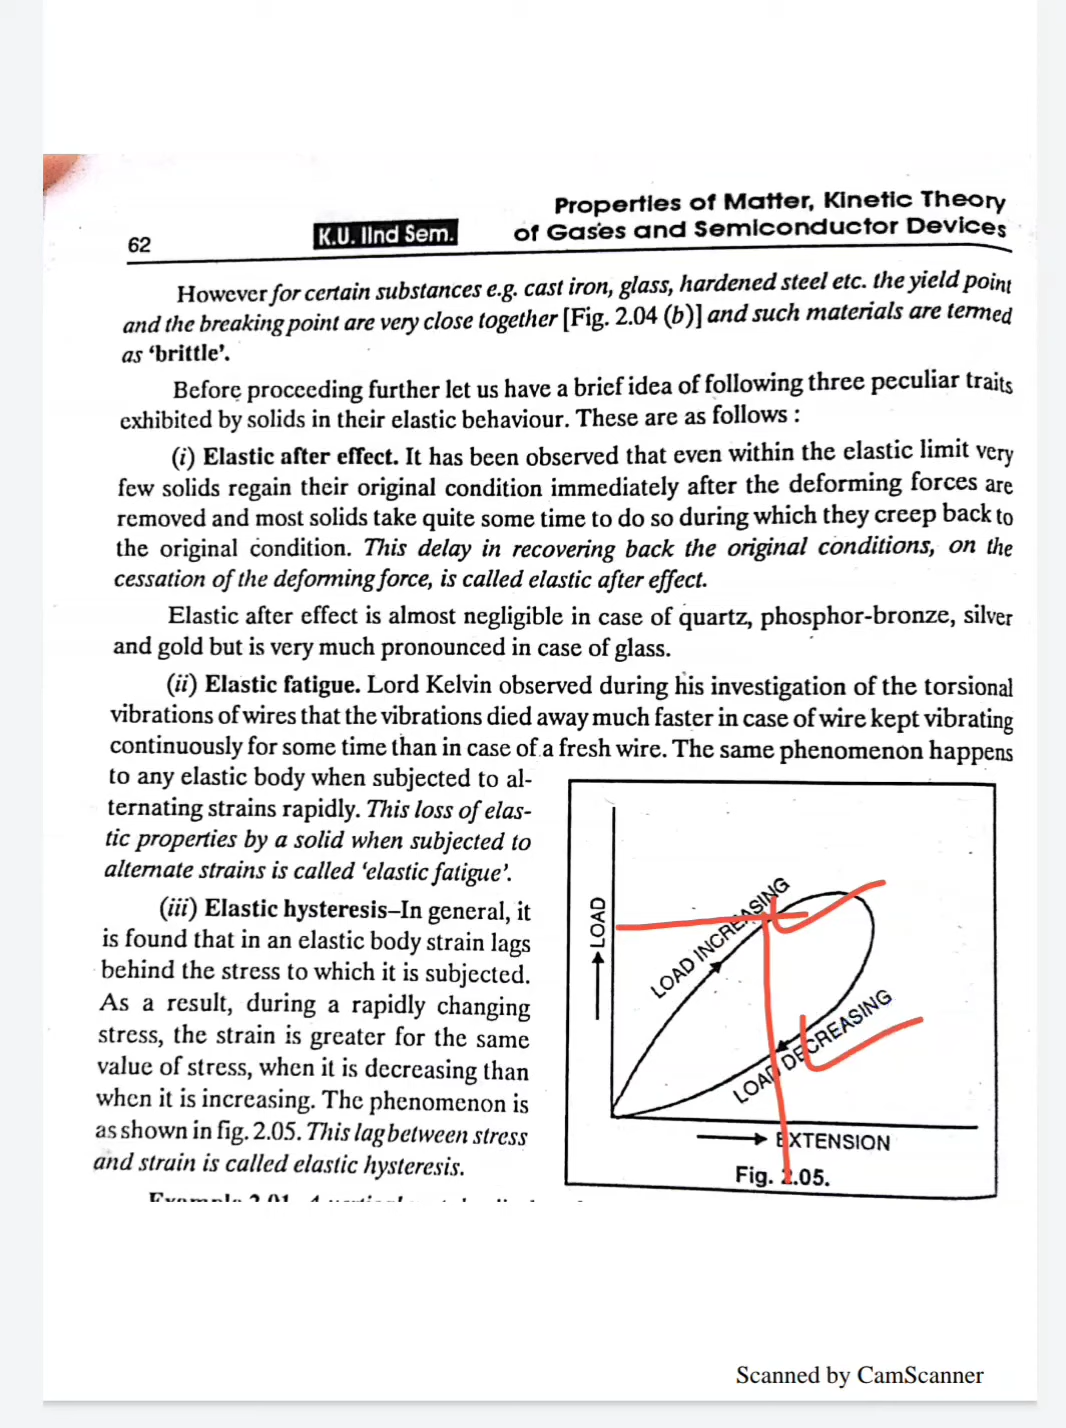 Properties of Matter, Kinetic Theory
62 K.U. IInd Sem. of Gases and Semiconductor Devices
However for certain substances e.g. cast iron, glass, hardened steel etc. the yield point
and the breaking point are very close together [Fig. 2.04 (b)] and such materials are termed
as ‘brittle’.
Before proceeding further let us have a brief idea of following three peculiar traits
exhibited by solids in their elastic behaviour. These are as follows :
(i) Elastic after effect. It has been observed that even within the elastic limit very
few solids regain their original condition immediately after the deforming forces are
removed and most solids take quite some time to do so during which they creep back to
the original condition. This delay in recovering back the original conditions, on the
cessation of the deforming force, is called elastic after effect.
Elastic after effect is almost negligible in case of quartz, phosphor-bronze, silver
and gold but is very much pronounced in case of glass.
(ii) Elastic fatigue. Lord Kelvin observed during his investigation of the torsional
vibrations of wires that the vibrations died away much faster in case of wire kept vibrating
continuously for some time than in case of a fresh wire. The same phenomenon happens
to any elastic body when subjected to al-
ternating strains rapidly. This loss of elas-
tic properties by a solid when subjected to
alternate strains is called ‘elastic fatigue’.
(iii) Elastic hysteresis–In general, it
is found that in an elastic body strain lags
behind the stress to which it is subjected.
As a result, during a rapidly changing
stress, the strain is greater for the same
value of stress, when it is decreasing than
when it is increasing. The phenomenon is
as shown in fig. 2.05. This lag between stress
and strain is called elastic hysteresis.
LOAD
LOAD INCREASING
LOAD DECREASING
EXTENSION
Fig. 2.05.
Scanned by CamScanner